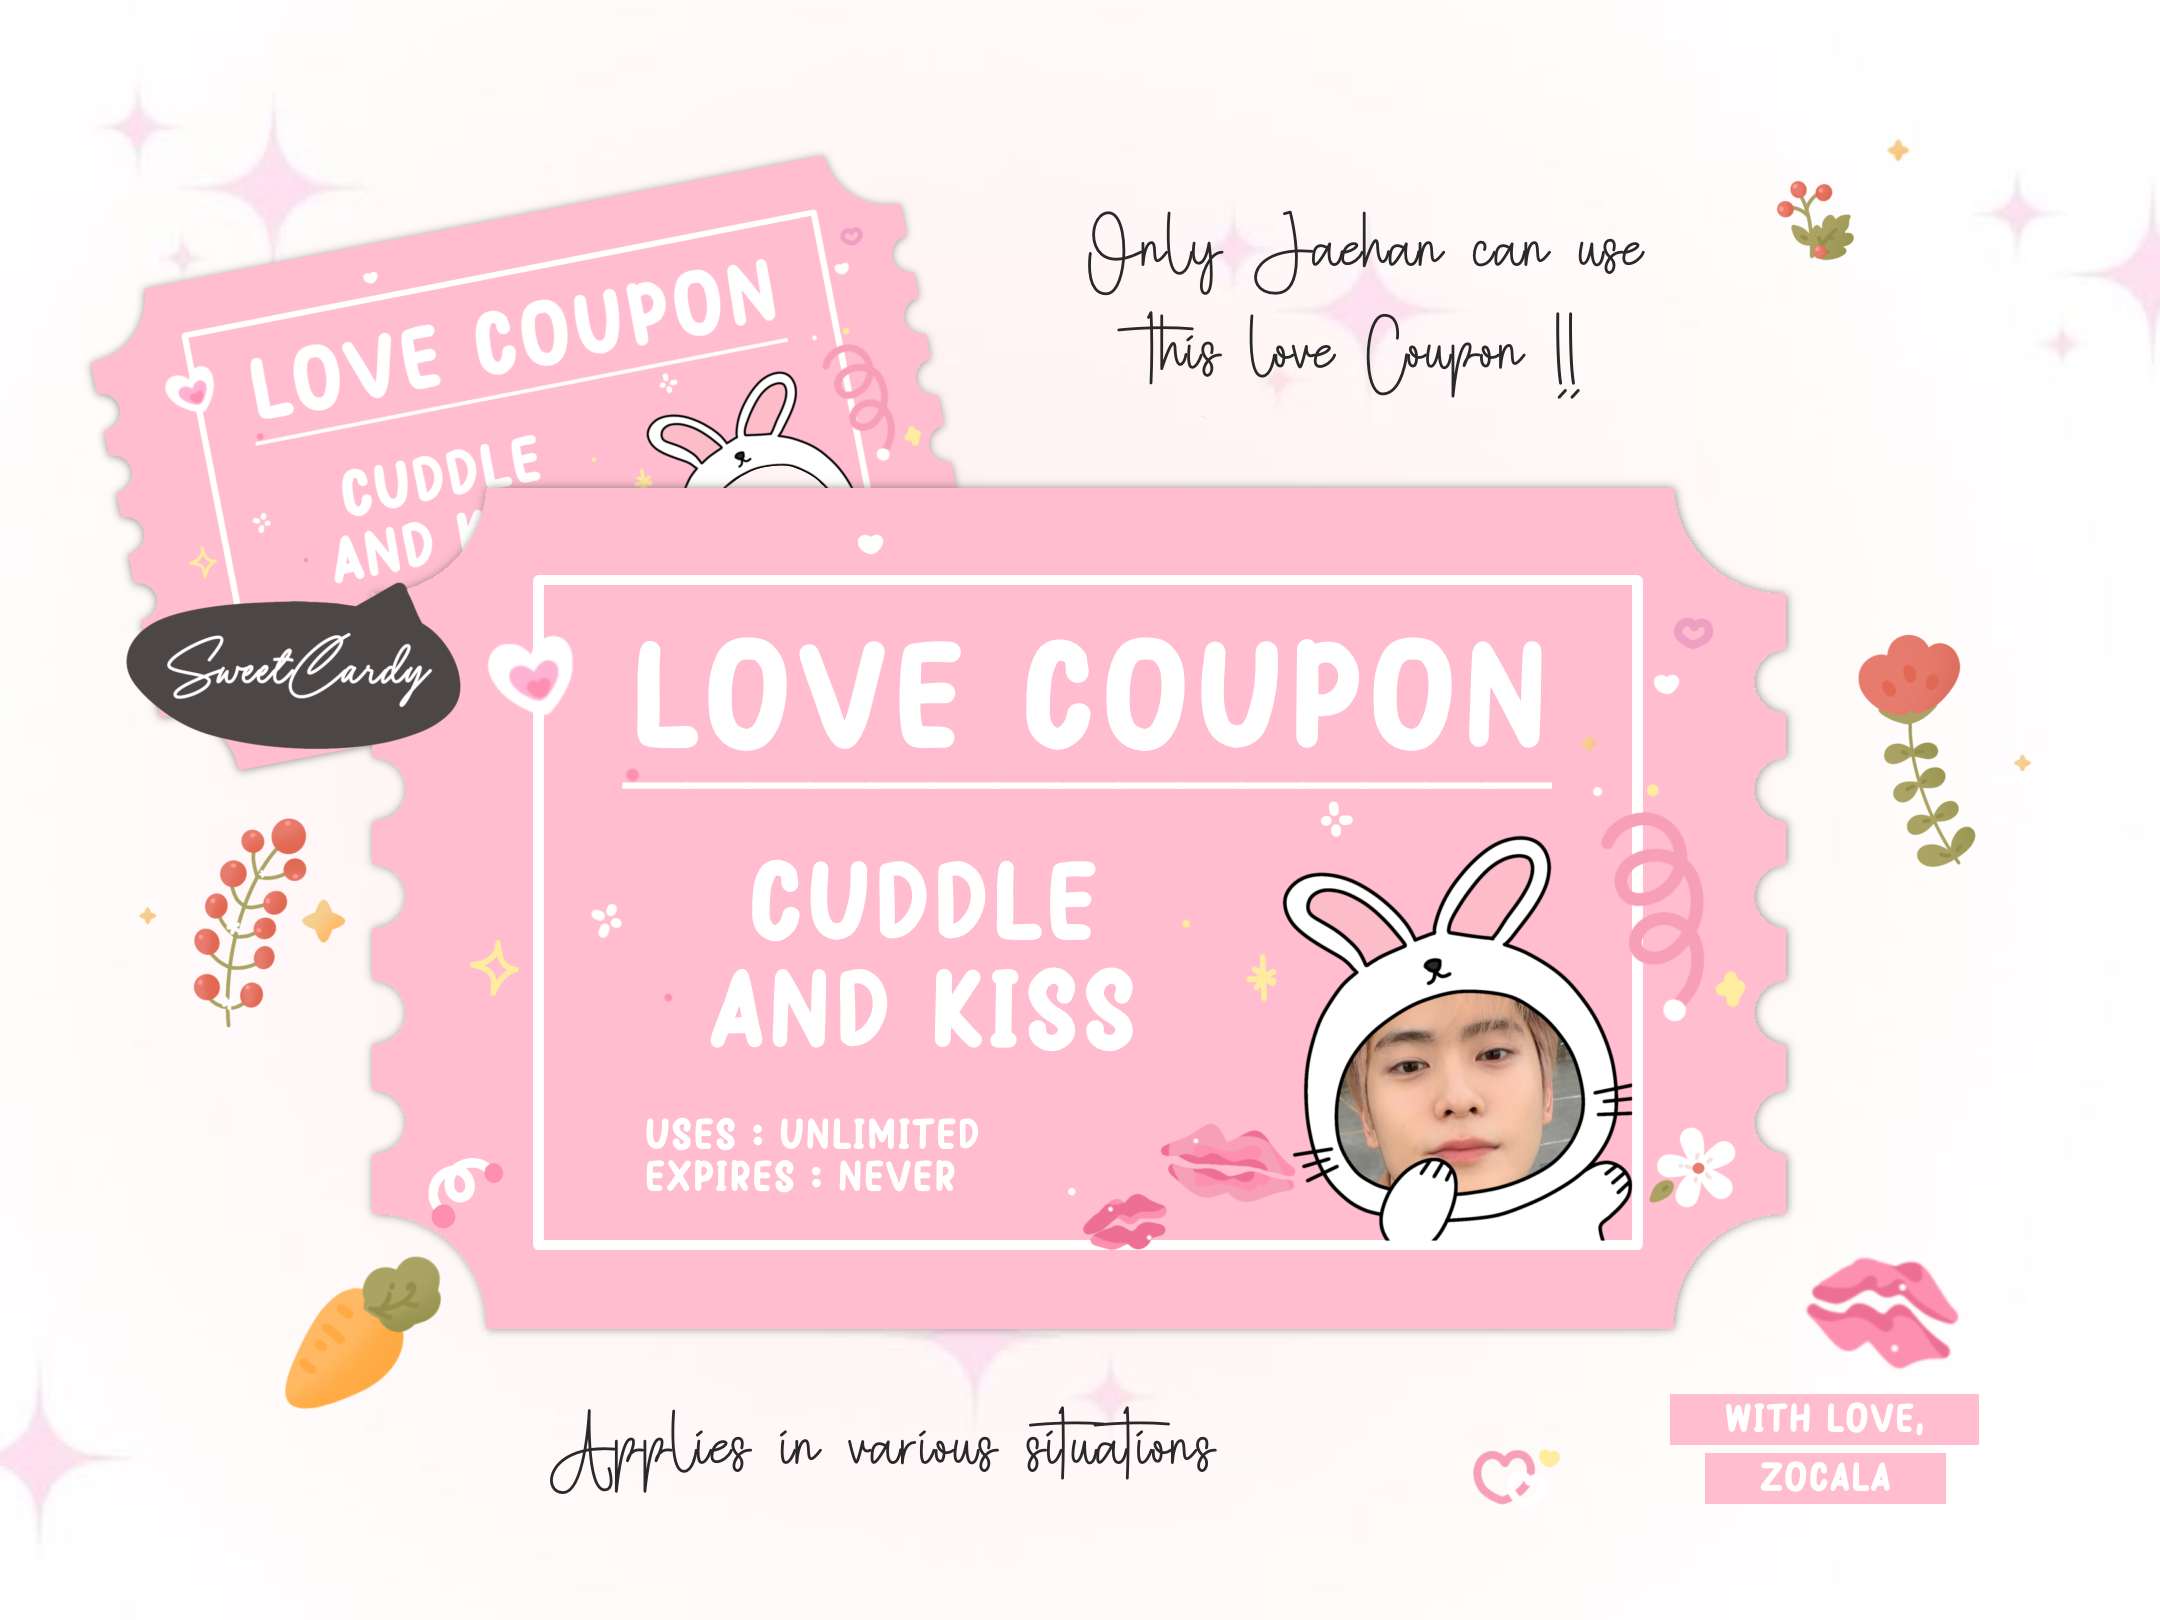 Only Jaehan can use
this love Coupon !!
LOVE COUPON
CUDDLE
AND K
SweetCardy
LOVE COUPON
CUDDLE
AND KISS
USES : UNLIMITED
EXPIRES : NEVER
Applies in various situations
WITH LOVE,
ZOCALA